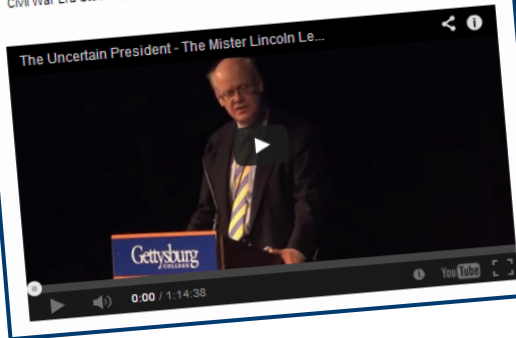 The Uncertain President - The Mister Lincoln Le...
Gettysburg
COLLEGE
0:00 / 1:14:38
YouTube